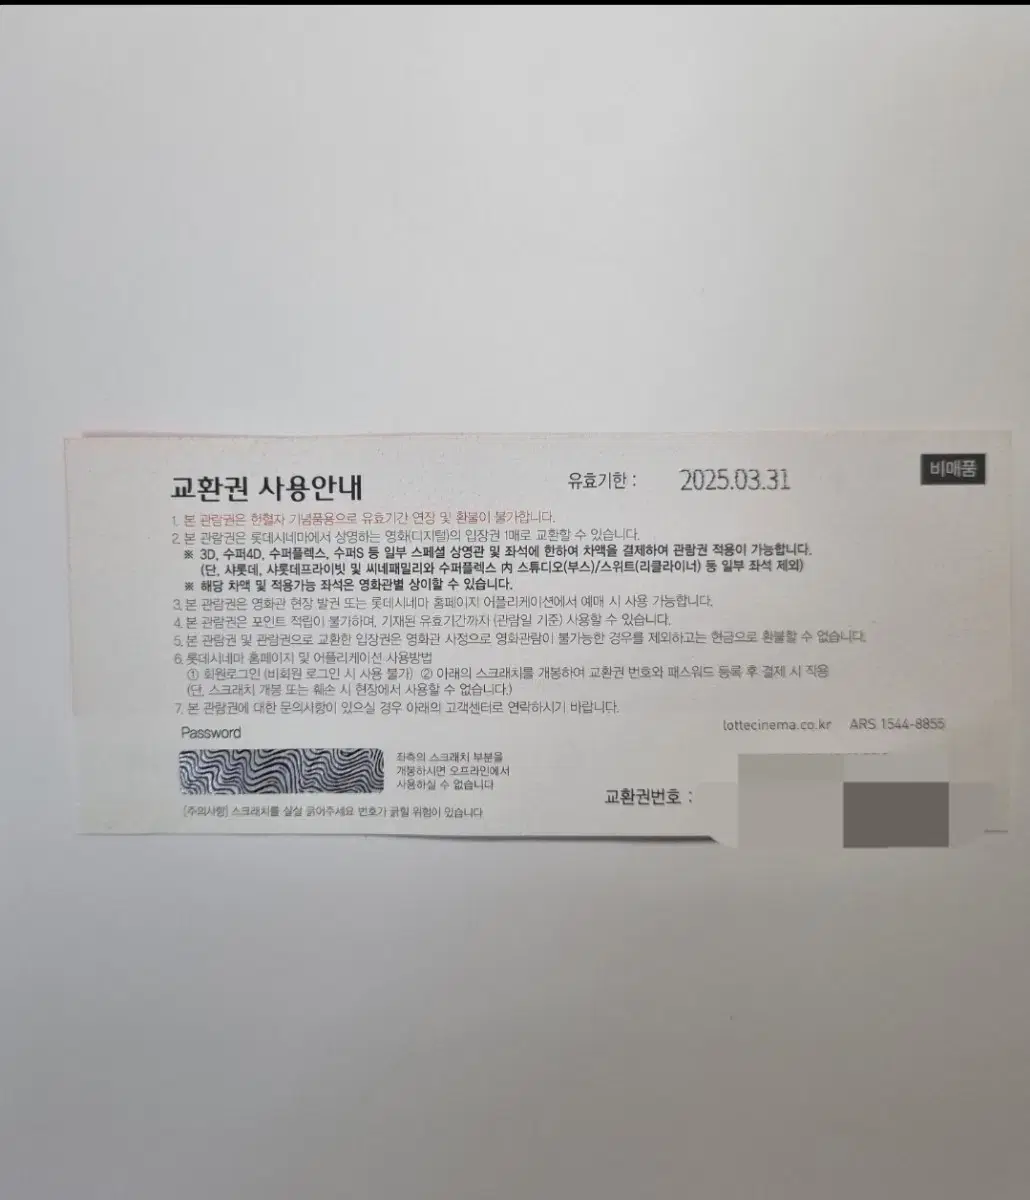 교환권 사용안내
유효기한 : 2025.03.31
비매품
1. 본 관람권은 헌혈자 기념품용으로 유효기간 연장 및 환불이 불가합니다.
2. 본 관람권은 롯데시네마에서 상영하는 영화(디지털)의 입장권 1매로 교환할 수 있습니다.
※ 3D, 수퍼4D, 수퍼플렉스, 수퍼S 등 일부 스페셜 상영관 및 좌석에 한하여 차액을 결제하여 관람권 적용이 가능합니다.
(단, 샤롯데, 샤롯데프라이빗 및 씨네패밀리와 수퍼플렉스 内 스튜디오(부스)/스위트(리클라이너) 등 일부 좌석 제외)
※ 해당 차액 및 적용가능 좌석은 영화관별 상이할 수 있습니다.
3. 본 관람권은 영화관 현장 발권 또는 롯데시네마 홈페이지 어플리케이션에서 예매 시 사용 가능합니다.
4. 본 관람권은 포인트 적립이 불가하며, 기재된 유효기간까지 (관람일 기준) 사용할 수 있습니다.
5. 본 관람권 및 관람권으로 교환한 입장권은 영화관 사정으로 영화관람이 불가능한 경우를 제외하고는 현금으로 환불할 수 없습니다.
6. 롯데시네마 홈페이지 및 어플리케이션 사용방법
① 회원로그인 (비회원 로그인 시 사용 불가) ② 아래의 스크래치를 개봉하여 교환권 번호와 패스워드 등록 후 결제 시 적용
(단, 스크래치 개봉 또는 훼손 시 현장에서 사용할 수 없습니다.)
7. 본 관람권에 대한 문의사항이 있으실 경우 아래의 고객센터로 연락하시기 바랍니다.
lottecinema.co.kr ARS 1544-8855
Password
좌측의 스크래치 부분을
개봉하시면 오프라인에서
사용하실 수 없습니다
교환권번호 :
[주의사항] 스크래치를 살살 긁어주세요 번호가 긁힐 위험이 있습니다